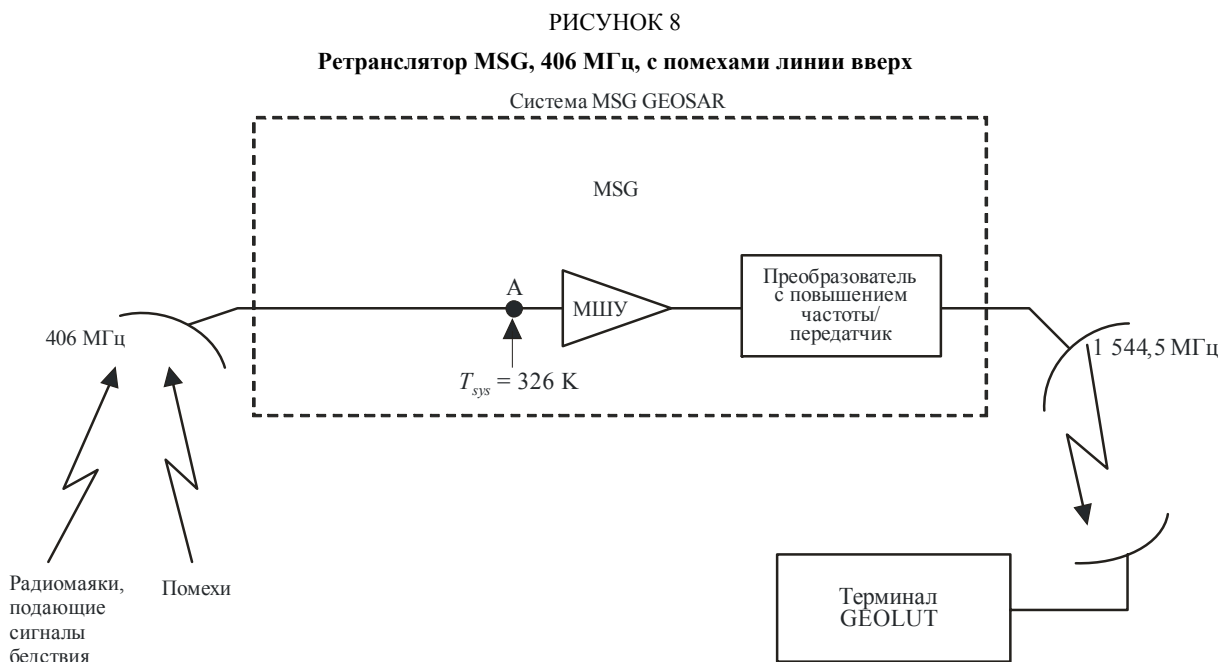 РИСУНОК 8
Ретранслятор MSG, 406 МГц, с помехами линии вверх
Система MSG GEOSAR
MSG
Преобразователь
с повышением
частоты/
передатчик
A
МШУ
406 МГц
1 544,5 МГц
Tsys = 326 K
Радиомаяки,
подающие
сигналы
бедствия
Помехи
Терминал
GEOLUT